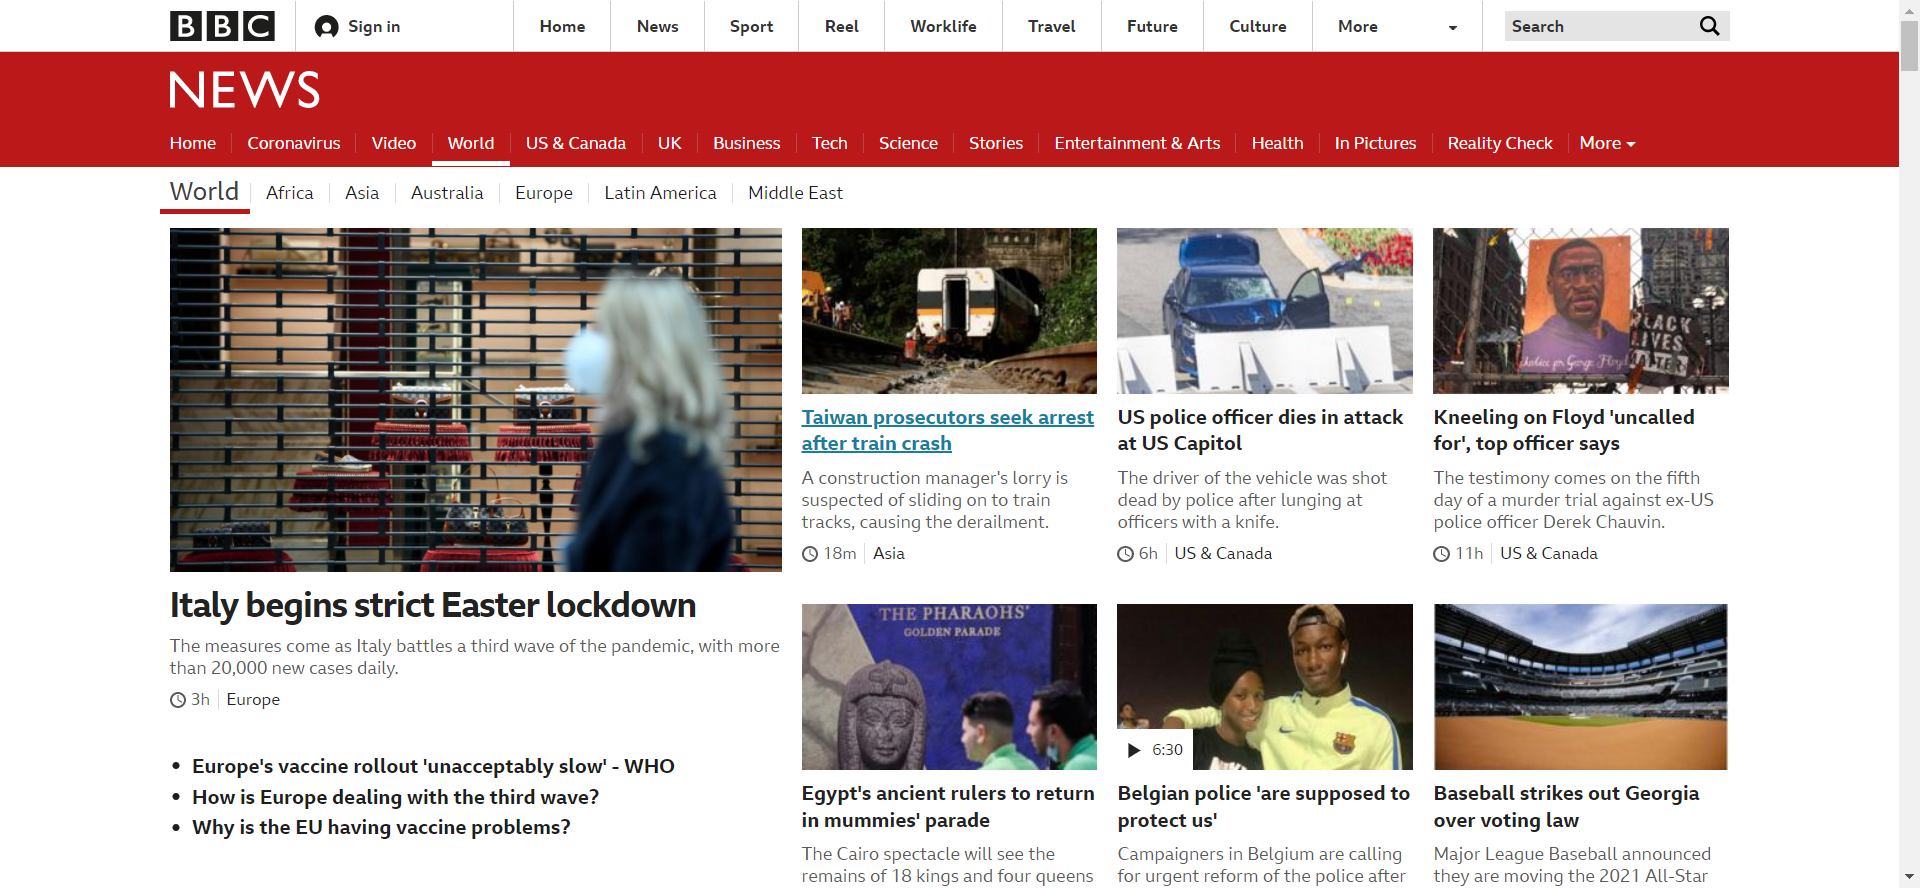 BBC
Sign in
Home
News
Sport
Reel
Worklife
Travel
Future
Culture
More
Search
NEWS
Home
Coronavirus
Video
World
US & Canada
UK
Business
Tech
Science
Stories
Entertainment & Arts
Health
In Pictures
Reality Check
More
World
Africa
Asia
Australia
Europe
Latin America
Middle East
Italy begins strict Easter lockdown
The measures come as Italy battles a third wave of the pandemic, with more
than 20,000 new cases daily.
3h
Europe
Europe's vaccine rollout 'unacceptably slow' - WHO
How is Europe dealing with the third wave?
Why is the EU having vaccine problems?
Taiwan prosecutors seek arrest
after train crash
A construction manager's lorry is
suspected of sliding on to train
tracks, causing the derailment.
18m
Asia
US police officer dies in attack
at US Capitol
The driver of the vehicle was shot
dead by police after lunging at
officers with a knife.
6h
US & Canada
Justice for George Floyd
BLACK
LIVES
Kneeling on Floyd 'uncalled
for', top officer says
The testimony comes on the fifth
day of a murder trial against ex-US
police officer Derek Chauvin.
11h
US & Canada
THE PHARAOHS'
GOLDEN PARADE
Egypt's ancient rulers to return
in mummies' parade
The Cairo spectacle will see the
remains of 18 kings and four queens
6:30
Belgian police 'are supposed to
protect us'
Campaigners in Belgium are calling
for urgent reform of the police after
Baseball strikes out Georgia
over voting law
Major League Baseball announced
they are moving the 2021 All-Star